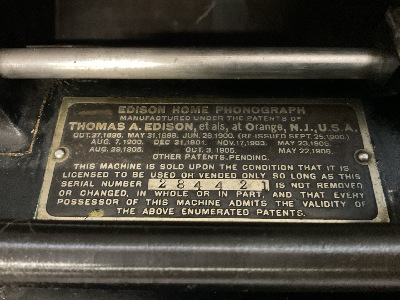 EDISON HOME PHONOGRAPH
MANUFACTURED UNDER THE PATENTS OF
THOMAS A. EDISON, et als, at Orange, N.J., U.S.A.
OCT. 27, 1896. MAY 31, 1898. JUN. 26, 1900. (RE-ISSUED SEPT. 25, 1906.)
AUG. 7, 1900. DEC 31, 1901. NOV. 17, 1903. MAY 23, 1905.
AUG. 29, 1905. OCT. 3, 1905. MAY 22, 1906.
OTHER PATENTS PENDING.
THIS MACHINE IS SOLD UPON THE CONDITION THAT IT IS
LICENSED TO BE USED OR VENDED ONLY SO LONG AS THIS
SERIAL NUMBER 284421 IS NOT REMOVED
OR CHANGED, IN WHOLE OR IN PART, AND THAT EVERY
POSSESSOR OF THIS MACHINE ADMITS THE VALIDITY OF
THE ABOVE ENUMERATED PATENTS.